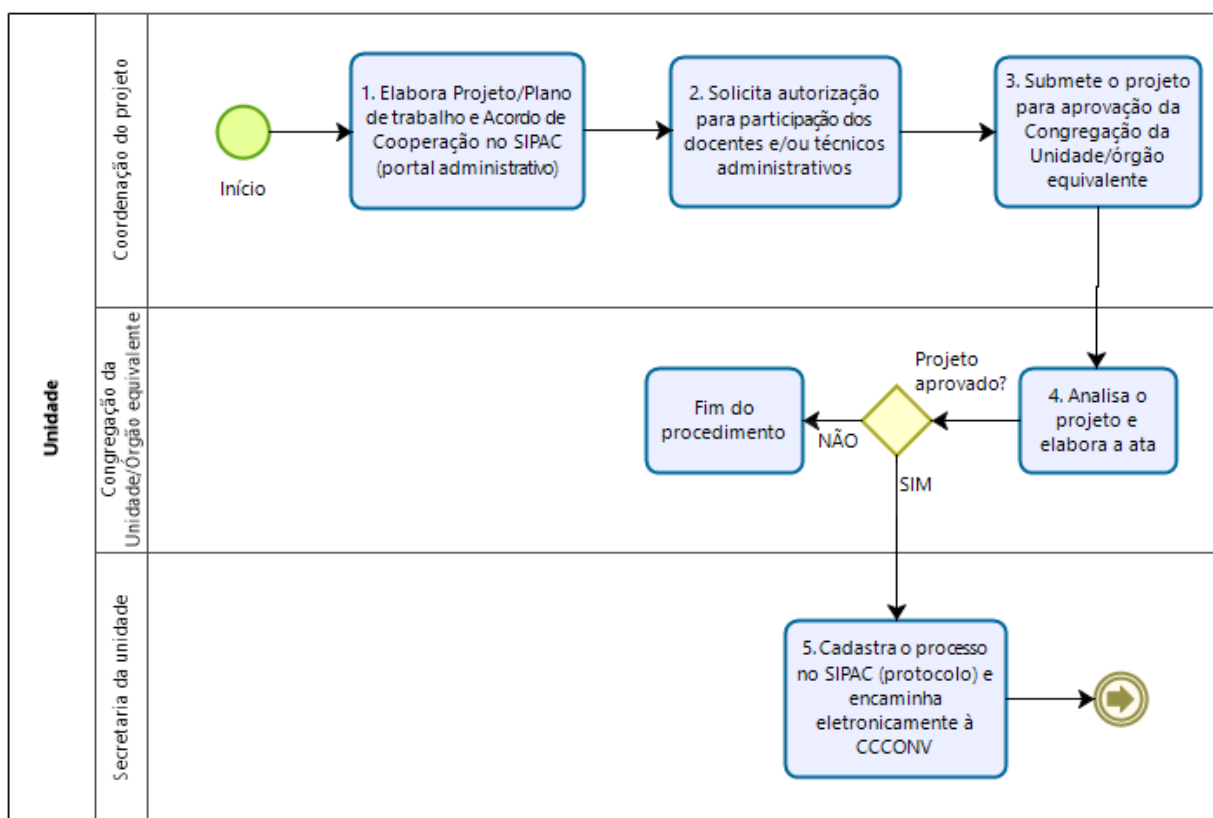 Unidade
Coordenação do projeto
Início
1. Elabora Projeto/Plano
de trabalho e Acordo de
Cooperação no SIPAC
(portal administrativo)
2. Solicita autorização
para participação dos
docentes e/ou técnicos
administrativos
3. Submete o projeto
para aprovação da
Congregação da
Unidade/órgão
equivalente
Congregação da
Unidade/Órgão equivalente
4. Analisa o
projeto e
elabora a ata
Projeto
aprovado?
NÃO
Fim do
procedimento
SIM
Secretaria da unidade
5. Cadastra o processo
no SIPAC (protocolo) e
encaminha
eletronicamente à
CCCONV